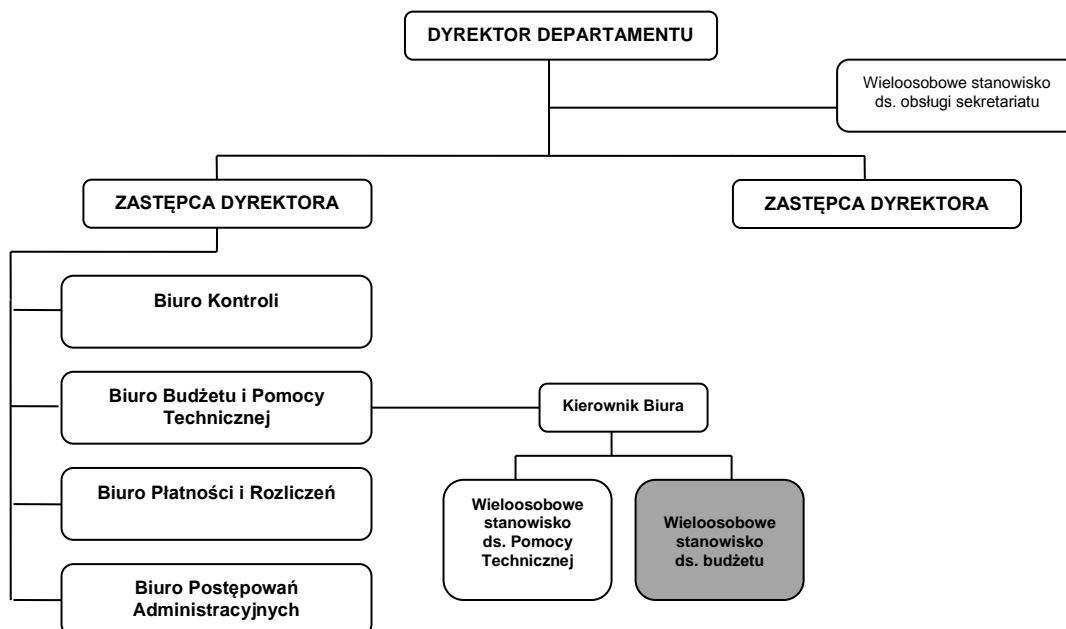 DYREKTOR DEPARTAMENTU
Wieloosobowe stanowisko
ds. obsługi sekretariatu
ZASTĘPCA DYREKTORA
ZASTĘPCA DYREKTORA
Biuro Kontroli
Biuro Budżetu i Pomocy
Technicznej
Kierownik Biura
Biuro Płatności i Rozliczeń
Wieloosobowe
stanowisko
ds. Pomocy
Technicznej
Wieloosobowe
stanowisko
ds. budżetu
Biuro Postępowań
Administracyjnych